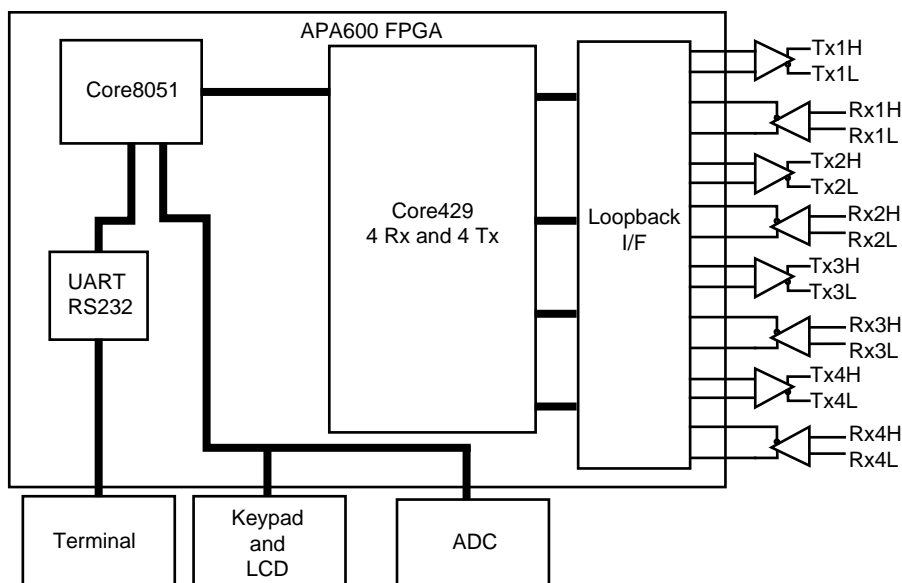 APA600 FPGA
Core8051
Core429
4 Rx and 4 Tx
Loopback
I/F
UART
RS232
Terminal
Keypad
and
LCD
ADC
Tx1H
Tx1L
Rx1H
Rx1L
Tx2H
Tx2L
Rx2H
Rx2L
Tx3H
Tx3L
Rx3H
Rx3L
Tx4H
Tx4L
Rx4H
Rx4L